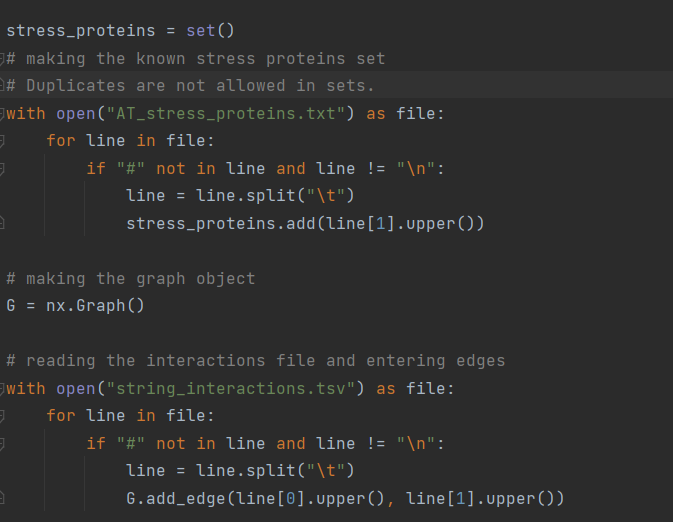 stress_proteins = set()
# making the known stress proteins set
# Duplicates are not allowed in sets.
with open("AT_stress_proteins.txt") as file:
    for line in file:
        if "#" not in line and line != "\n":
            line = line.split("\t")
            stress_proteins.add(line[1].upper())

# making the graph object
G = nx.Graph()

# reading the interactions file and entering edges
with open("string_interactions.tsv") as file:
    for line in file:
        if "#" not in line and line != "\n":
            line = line.split("\t")
            G.add_edge(line[0].upper(), line[1].upper())